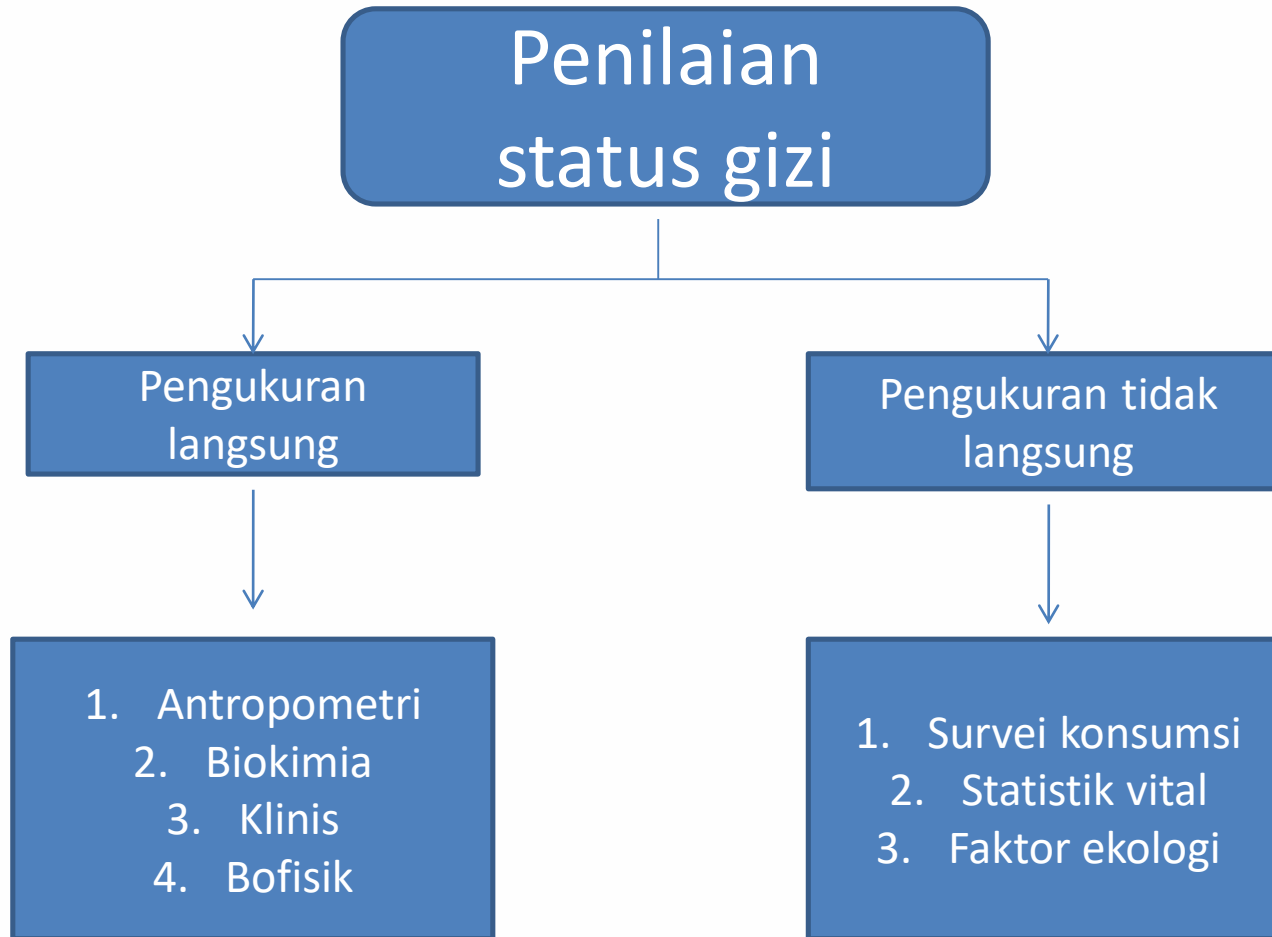 Penilaian
status gizi
Pengukuran
langsung
Pengukuran tidak
langsung
1. Antropometri
2. Biokimia
3. Klinis
4. Bofisik
1. Survei konsumsi
2. Statistik vital
3. Faktor ekologi